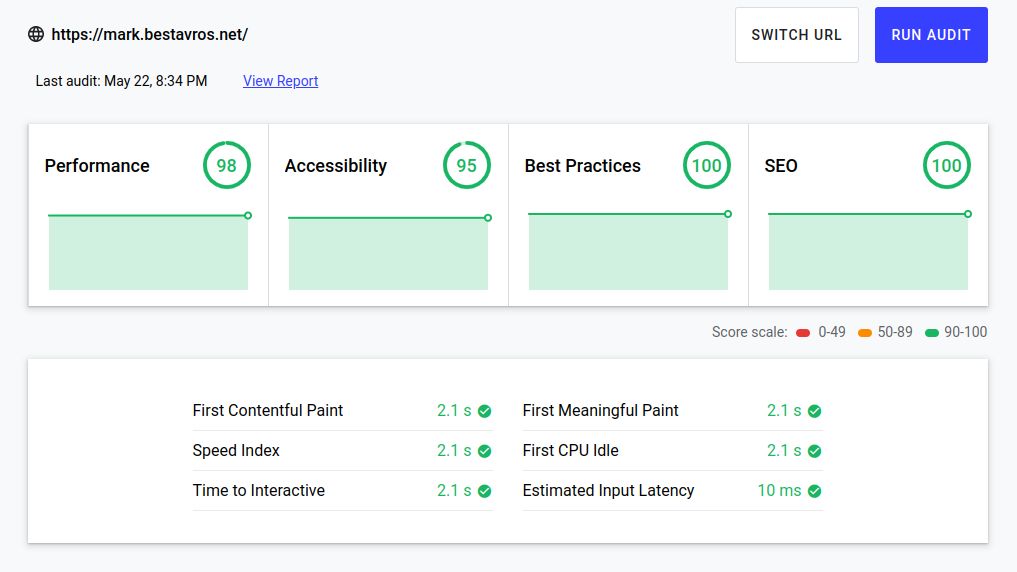 https://mark.bestavros.net/
SWITCH URL
RUN AUDIT
Last audit: May 22, 8:34 PM
View Report
Performance
98
Accessibility
95
Best Practices
100
SEO
100
Score scale: 0-49 50-89 90-100
First Contentful Paint 2.1 s
First Meaningful Paint 2.1 s
Speed Index 2.1 s
First CPU Idle 2.1 s
Time to Interactive 2.1 s
Estimated Input Latency 10 ms